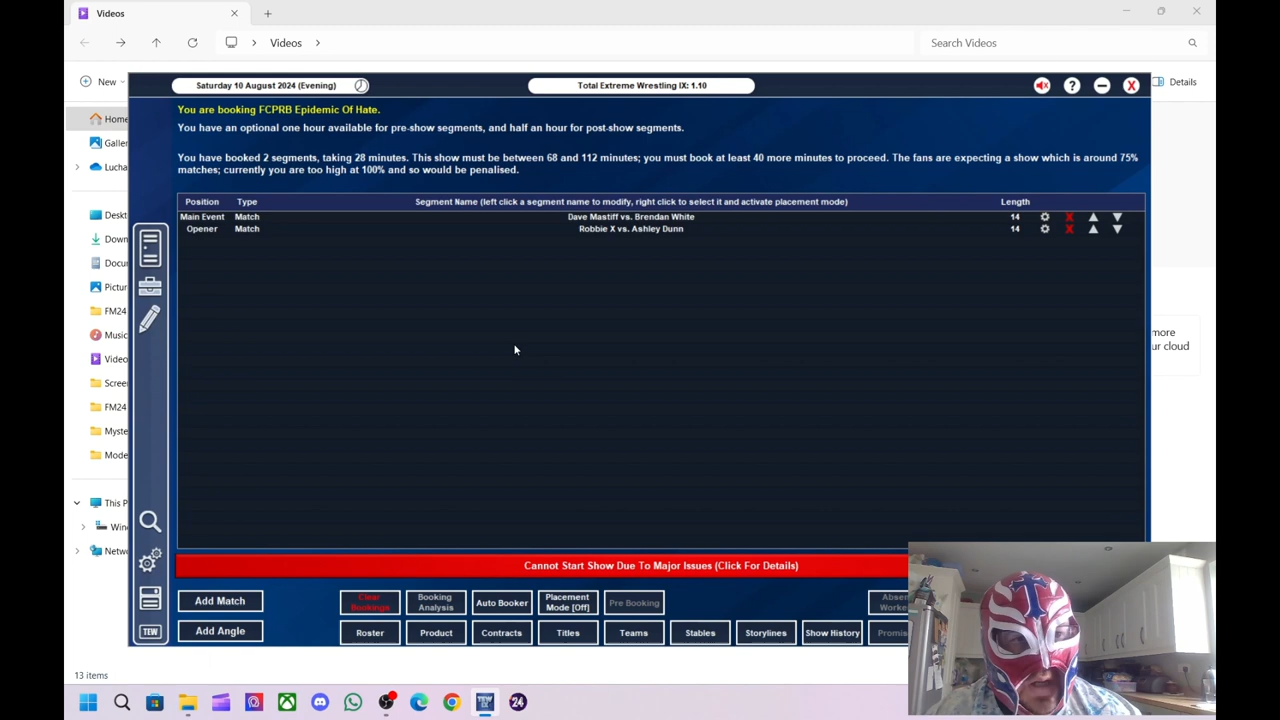 Videos
Videos
Search Videos
New
Details
Saturday 10 August 2024 (Evening)
Total Extreme Wrestling IX: 1.10
You are booking FCPRB Epidemic Of Hate.
You have an optional one hour available for pre-show segments, and half an hour for post-show segments.
You have booked 2 segments, taking 28 minutes. This show must be between 68 and 112 minutes; you must book at least 40 more minutes to proceed. The fans are expecting a show which is around 75%
matches; currently you are too high at 100% and so would be penalised.
Position Type Segment Name (left click a segment name to modify, right click to select it and activate placement mode) Length
Main Event Match Dave Mastiff vs. Brendan White 14
Opener Match Robbie X vs. Ashley Dunn 14
Home
Galler
Lucha
Deskt
Down
Docu
Pictur
FM24
Music
Video
Scree
FM24
Myste
Mode
This P
Wind
Netwo
more
ur cloud
Cannot Start Show Due To Major Issues (Click For Details)
Add Match
Clear Bookings
Booking Analysis
Auto Booker
Placement Mode [Off]
Pre Booking
Absen
Worke
Add Angle
Roster
Product
Contracts
Titles
Teams
Stables
Storylines
Show History
Promis
TEW
13 items
24